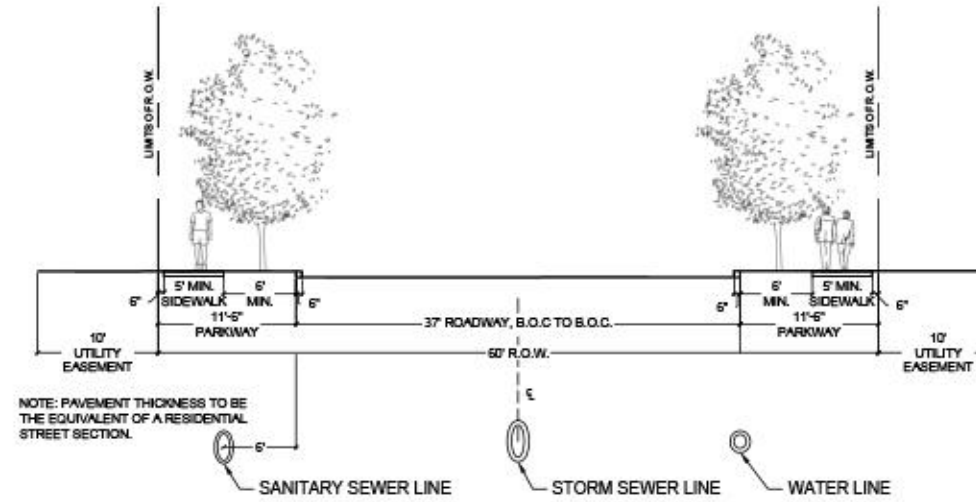 LIMITS OF R.O.W.
LIMITS OF R.O.W.
6"
5' MIN.
SIDEWALK
6'
MIN.
6"
11'-6"
PARKWAY
10'
UTILITY
EASEMENT
37' ROADWAY, B.O.C TO B.O.C.
60' R.O.W.
6"
6'
MIN.
5' MIN.
SIDEWALK
6"
11'-6"
PARKWAY
10'
UTILITY
EASEMENT
NOTE: PAVEMENT THICKNESS TO BE
THE EQUIVALENT OF A RESIDENTIAL
STREET SECTION.
℄
6'
SANITARY SEWER LINE
STORM SEWER LINE
WATER LINE